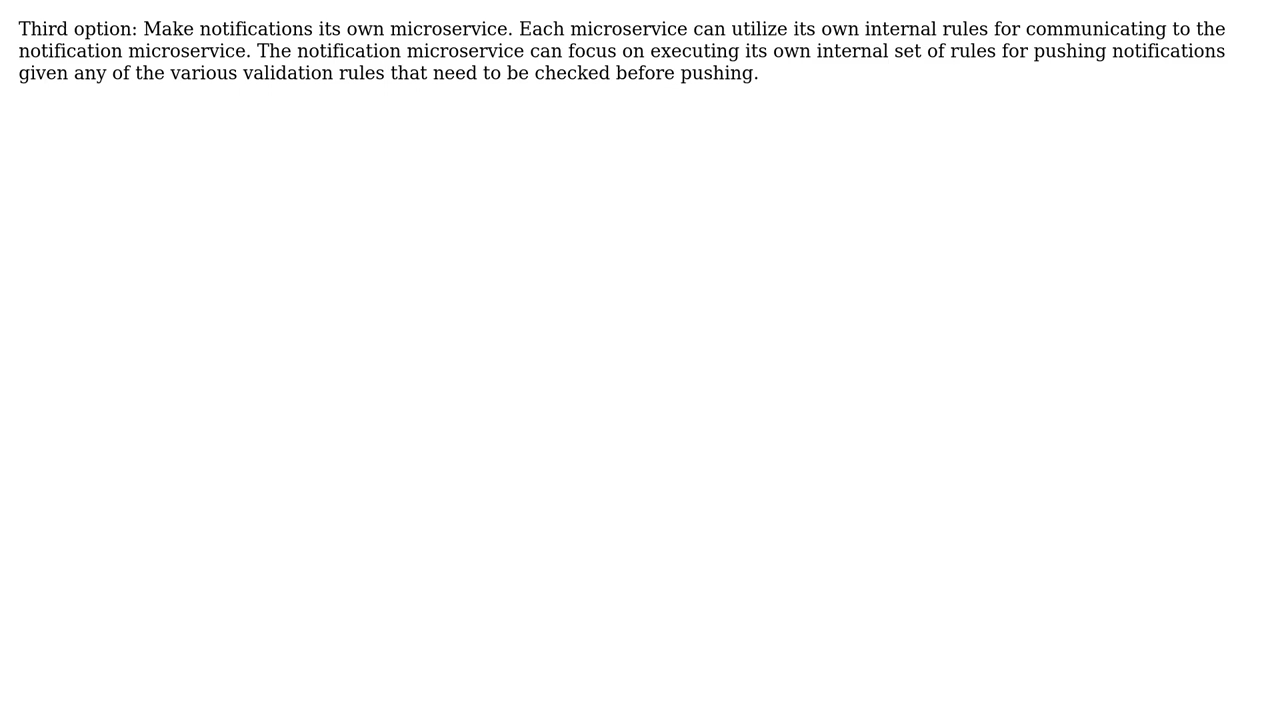 Third option: Make notifications its own microservice. Each microservice can utilize its own internal rules for communicating to the
notification microservice. The notification microservice can focus on executing its own internal set of rules for pushing notifications
given any of the various validation rules that need to be checked before pushing.